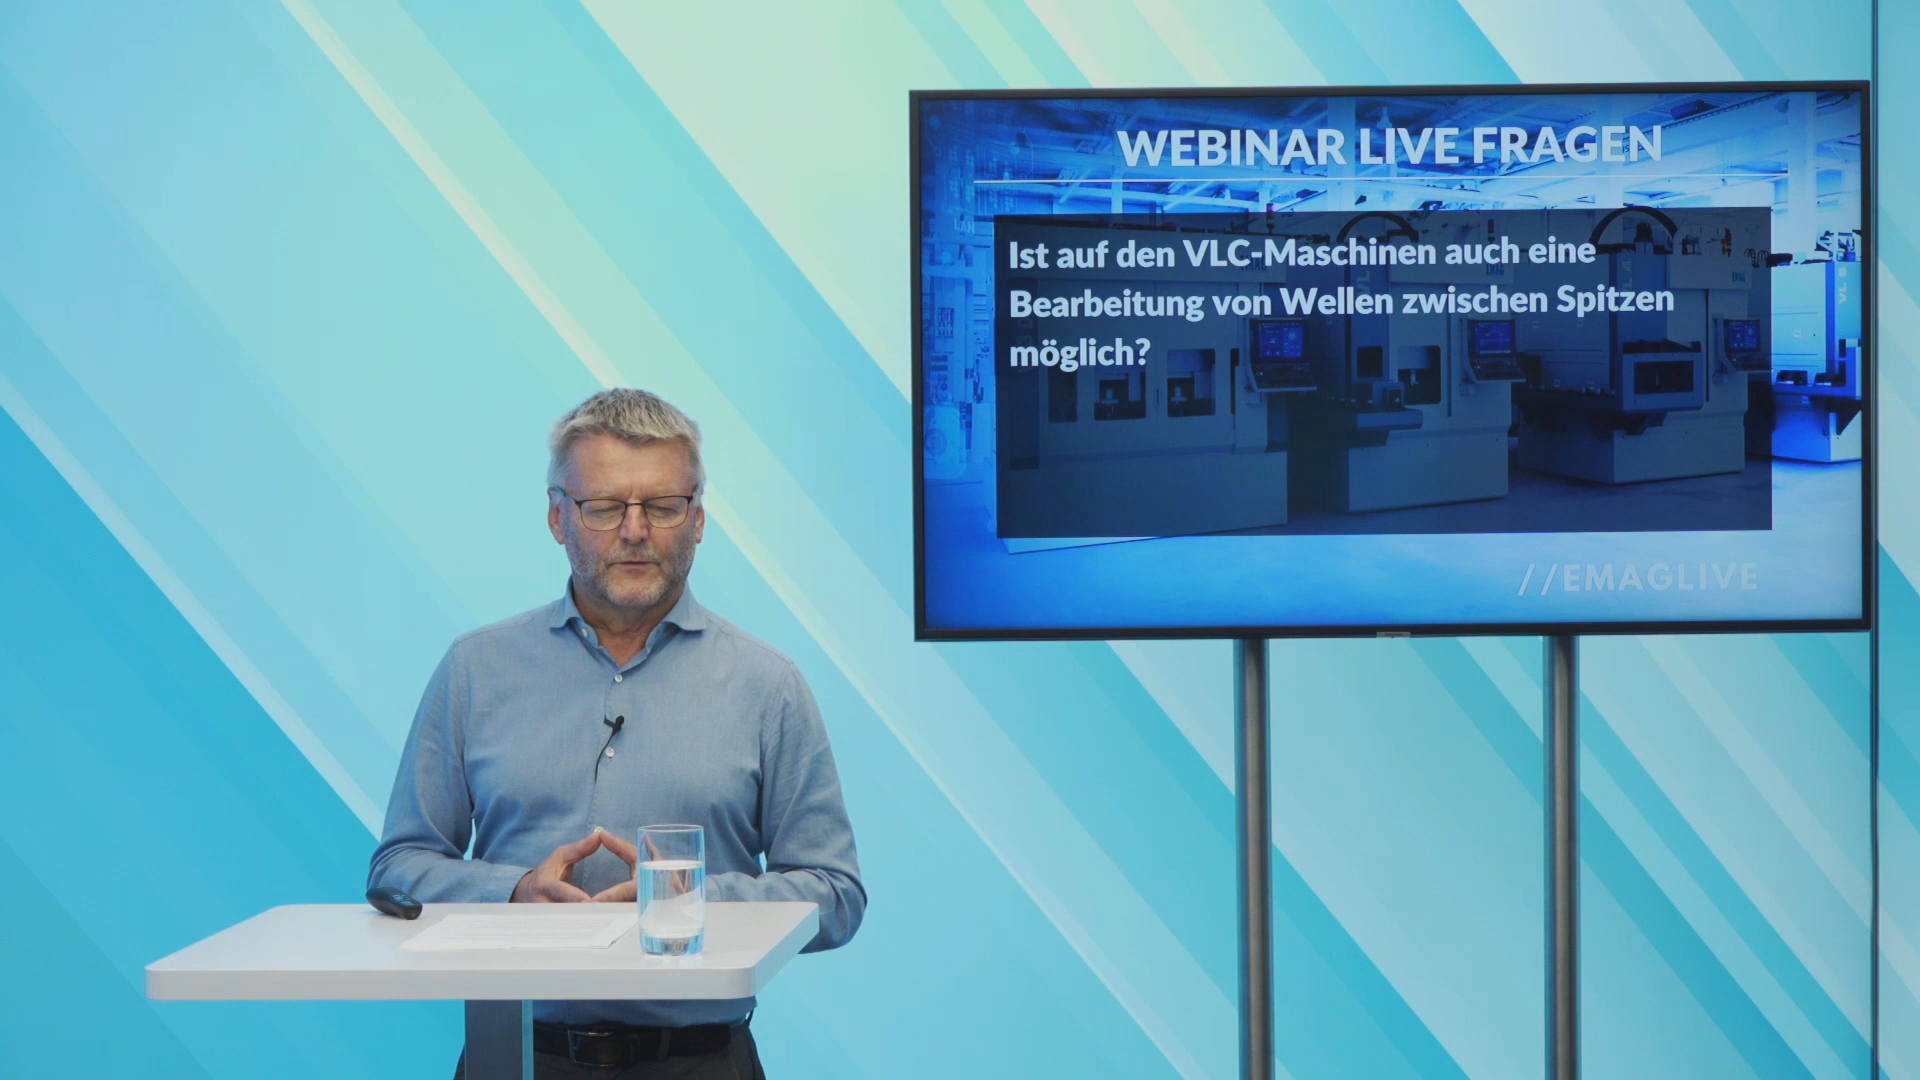 WEBINAR LIVE FRAGEN
Ist auf den VLC-Maschinen auch eine
Bearbeitung von Wellen zwischen Spitzen
möglich?
//EMAGLIVE